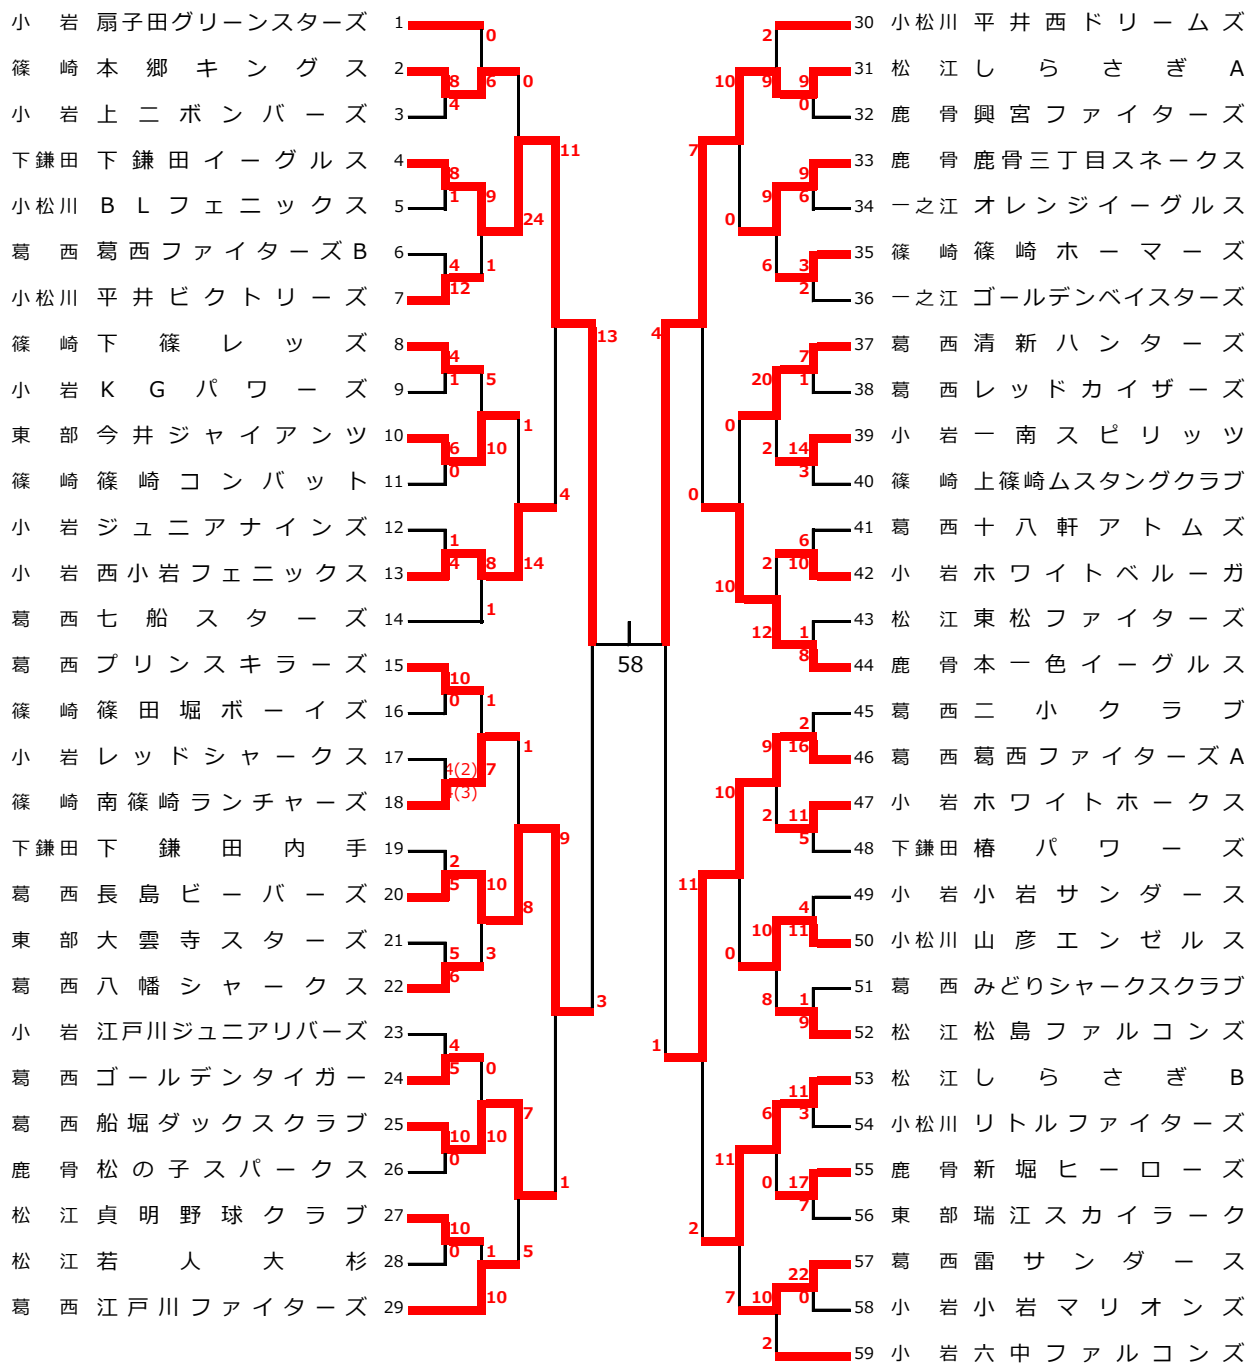 小岩 扇子田グリーンスターズ 1
篠崎 本郷キングス 2
小岩 上二ボンバーズ 3
下鎌田 下鎌田イーグルス 4
小松川 BLフェニックス 5
葛西 葛西ファイターズB 6
小松川 平井ビクトリーズ 7
篠崎 下篠レッズ 8
小岩 KGパワーズ 9
東部 今井ジャイアンツ 10
篠崎 篠崎コンバット 11
小岩 ジュニアナインズ 12
小岩 西小岩フェニックス 13
葛西 七船スターズ 14
葛西 プリンスキラーズ 15
篠崎 篠田堀ボーイズ 16
小岩 レッドシャークス 17
篠崎 南篠崎ランチャーズ 18
下鎌田 下鎌田内手 19
葛西 長島ビーバーズ 20
東部 大雲寺スターズ 21
葛西 八幡シャークス 22
小岩 江戸川ジュニアリバーズ 23
葛西 ゴールデンタイガー 24
葛西 船堀ダックスクラブ 25
鹿骨 松の子スパークス 26
松江 貞明野球クラブ 27
松江 若人大杉 28
葛西 江戸川ファイターズ 29
0
8
4
6
0
8
1
9
24
4
12
1
11
4
1
5
1
6
0
10
1
4
8
14
1
4
13
10
0
1
1
4(2)
4(3)
7
9
2
5
10
8
5
6
3
3
4
5
0
7
10
0
10
1
10
0
1
5
10
58
30 小松川 平井西ドリームズ
31 松江 しらさぎA
32 鹿骨 興宮ファイターズ
33 鹿骨 鹿骨三丁目スネークス
34 一之江 オレンジイーグルス
35 篠崎 篠崎ホーマーズ
36 一之江 ゴールデンベイスターズ
37 葛西 清新ハンターズ
38 葛西 レッドカイザーズ
39 小岩 一南スピリッツ
40 篠崎 上篠崎ムスタングクラブ
41 葛西 十八軒アトムズ
42 小岩 ホワイトベルーガ
43 松江 東松ファイターズ
44 鹿骨 本一色イーグルス
45 葛西 二小クラブ
46 葛西 葛西ファイターズA
47 小岩 ホワイトホークス
48 下鎌田 椿パワーズ
49 小岩 小岩サンダース
50 小松川 山彦エンゼルス
51 葛西 みどりシャークスクラブ
52 松江 松島ファルコンズ
53 松江 しらさぎB
54 小松川 リトルファイターズ
55 鹿骨 新堀ヒーローズ
56 東部 瑞江スカイラーク
57 葛西 雷サンダース
58 小岩 小岩マリオンズ
59 小岩 六中ファルコンズ
2
10
9
9
0
7
9
9
6
0
6
3
2
4
7
20
1
0
2
14
3
0
6
2
10
10
12
1
8
2
9
16
10
2
11
5
11
4
10
11
0
8
1
9
1
11
6
3
11
0
17
7
2
22
7
10
0
2